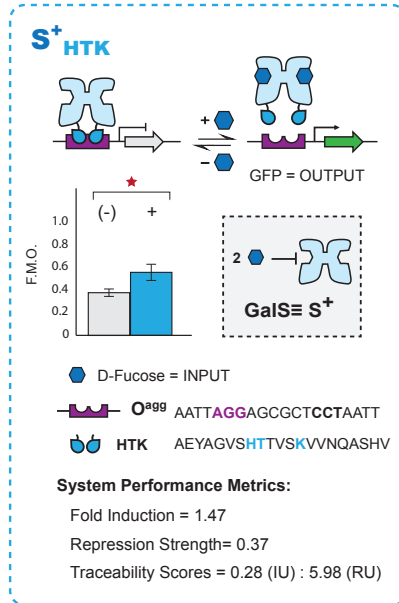 S+HTK
+
−
GFP = OUTPUT
(-) +
F.M.O.
1.0
0.8
0.6
0.4
0.2
0
2
GalS≡ S+
D-Fucose = INPUT
Oagg AATTAGGAGCGCTCCTAATT
HTK AEYAGVSHTTVSKVVNQASHV
System Performance Metrics:
Fold Induction = 1.47
Repression Strength= 0.37
Traceability Scores = 0.28 (IU) : 5.98 (RU)